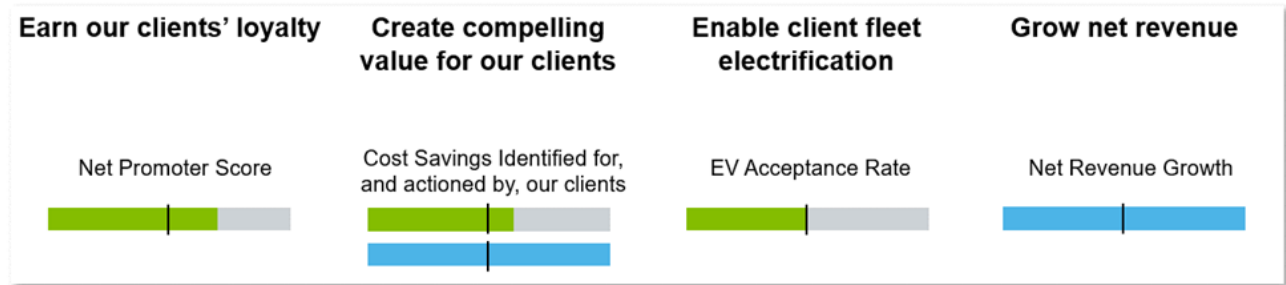 Earn our clients’ loyalty
Create compelling
value for our clients
Enable client fleet
electrification
Grow net revenue
Net Promoter Score
Cost Savings Identified for,
and actioned by, our clients
EV Acceptance Rate
Net Revenue Growth